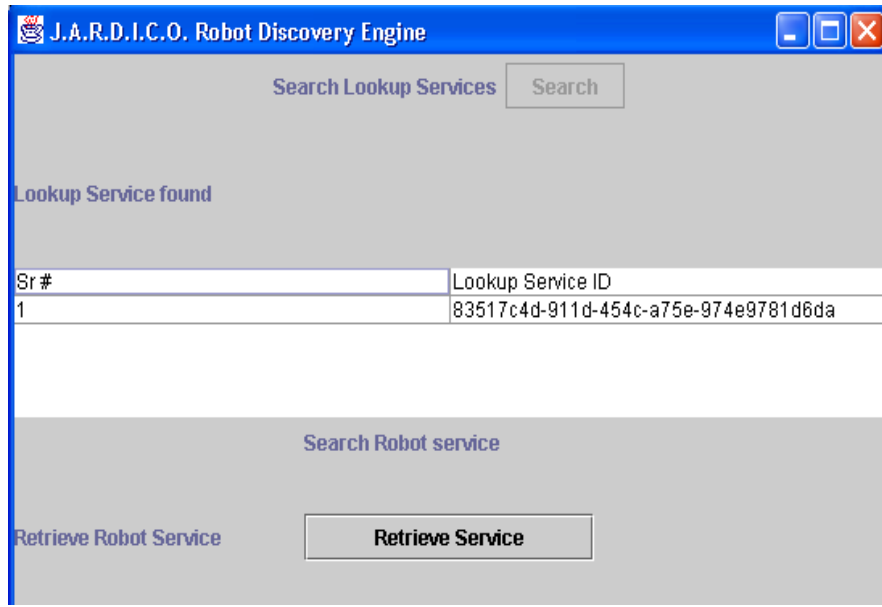 J.A.R.D.I.C.O. Robot Discovery Engine
Search Lookup Services Search
Lookup Service found
Sr # Lookup Service ID
1 83517c4d-911d-454c-a75e-974e9781d6da
Search Robot service
Retrieve Robot Service Retrieve Service